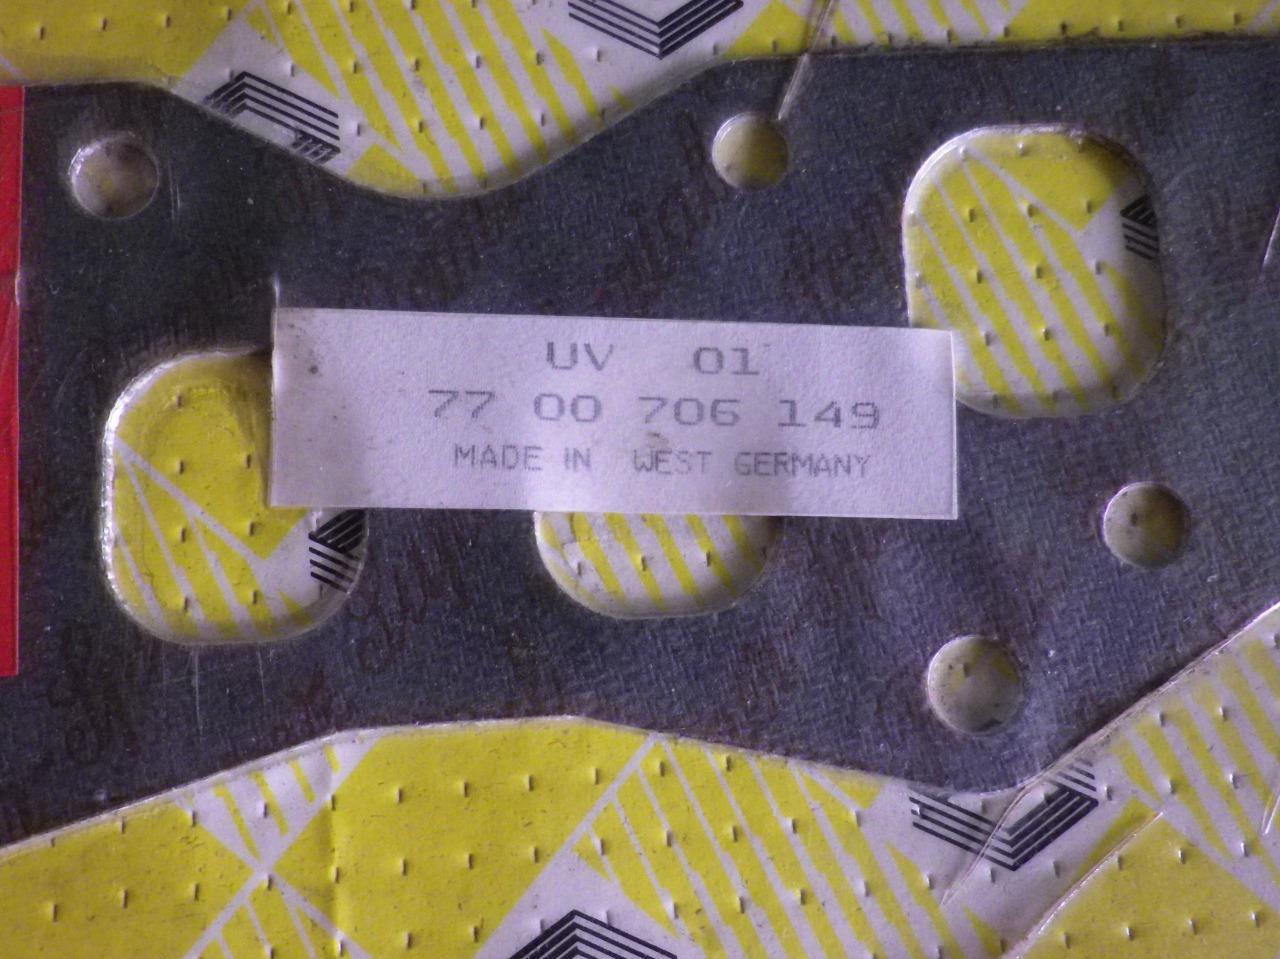 UV 01
77 00 706 149
MADE IN WEST GERMANY